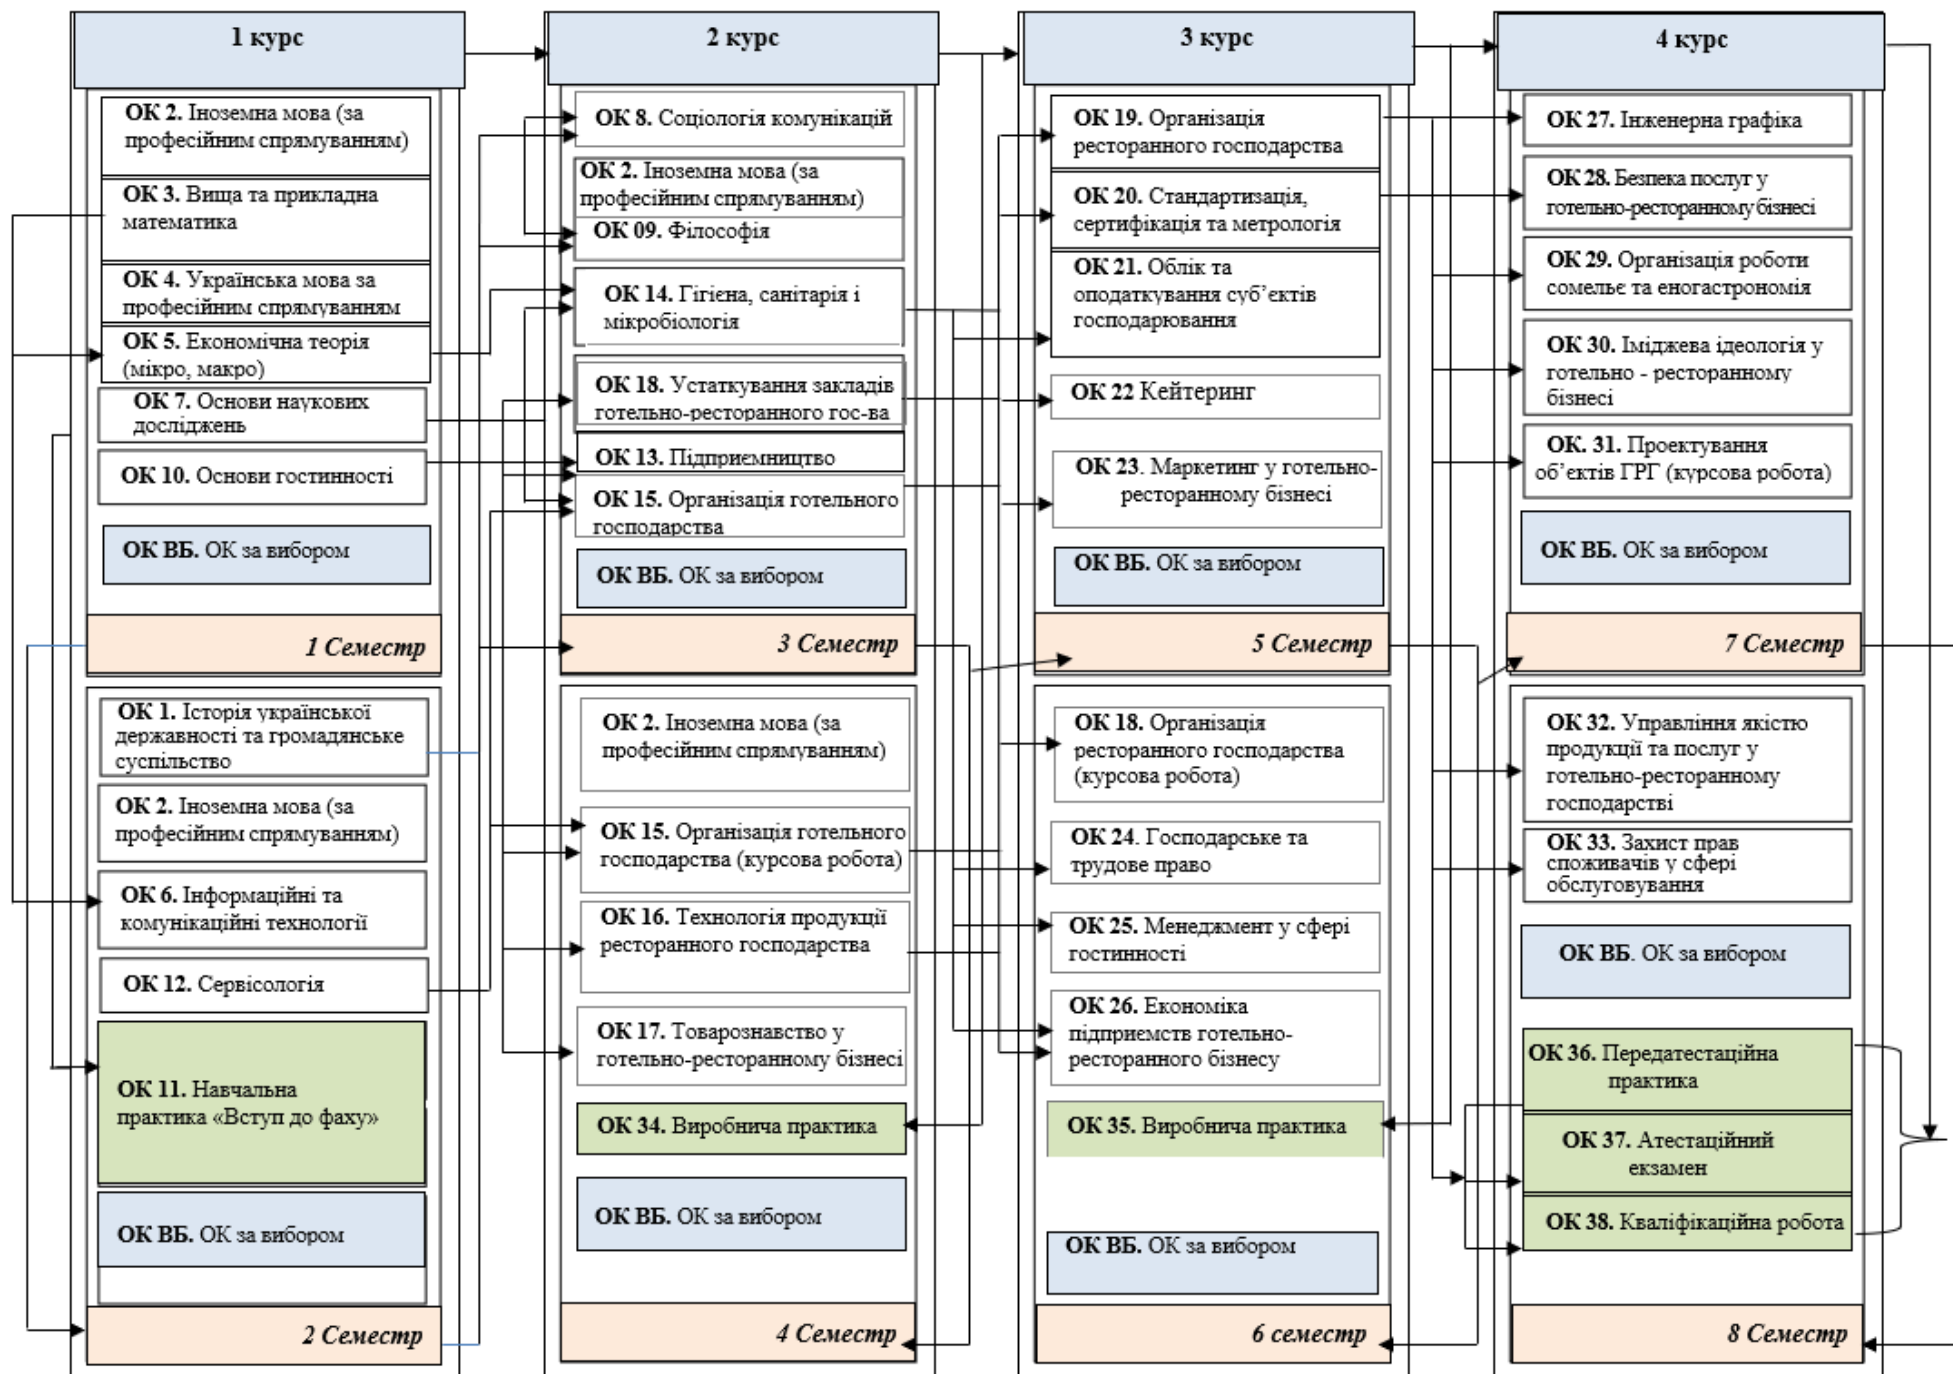 1 курс
ОК 2. Іноземна мова (за
професійним спрямуванням)
ОК 3. Вища та прикладна
математика
ОК 4. Українська мова за
професійним спрямуванням
ОК 5. Економічна теорія
(мікро, макро)
ОК 7. Основи наукових
досліджень
ОК 10. Основи гостинності
ОК ВБ. ОК за вибором
1 Семестр
ОК 1. Історія української
державності та громадянське
суспільство
ОК 2. Іноземна мова (за
професійним спрямуванням)
ОК 6. Інформаційні та
комунікаційні технології
ОК 12. Сервісологія
ОК 11. Навчальна
практика «Вступ до фаху»
ОК ВБ. ОК за вибором
2 Семестр
2 курс
ОК 8. Соціологія комунікацій
ОК 2. Іноземна мова (за
професійним спрямуванням)
ОК 09. Філософія
ОК 14. Гігієна, санітарія і
мікробіологія
ОК 18. Устаткування закладів
готельно-ресторанного гос-ва
ОК 13. Підприємництво
ОК 15. Організація готельного
господарства
ОК ВБ. ОК за вибором
3 Семестр
ОК 2. Іноземна мова (за
професійним спрямуванням)
ОК 15. Організація готельного
господарства (курсова робота)
ОК 16. Технологія продукції
ресторанного господарства
ОК 17. Товарознавство у
готельно-ресторанному бізнесі
ОК 34. Виробнича практика
ОК ВБ. ОК за вибором
4 Семестр
3 курс
ОК 19. Організація
ресторанного господарства
ОК 20. Стандартизація,
сертифікація та метрологія
ОК 21. Облік та
оподаткування суб’єктів
господарювання
ОК 22 Кейтеринг
ОК 23. Маркетинг у готельно-
ресторанному бізнесі
ОК ВБ. ОК за вибором
5 Семестр
ОК 18. Організація
ресторанного господарства
(курсова робота)
ОК 24. Господарське та
трудове право
ОК 25. Менеджмент у сфері
гостинності
ОК 26. Економіка
підприємств готельно-
ресторанного бізнесу
ОК 35. Виробнича практика
ОК ВБ. ОК за вибором
6 семестр
4 курс
ОК 27. Інженерна графіка
ОК 28. Безпека послуг у
готельно-ресторанному бізнесі
ОК 29. Організація роботи
сомельє та еногастрономія
ОК 30. Іміджева ідеологія у
готельно - ресторанному
бізнесі
ОК. 31. Проектування
об’єктів ГРГ (курсова робота)
ОК ВБ. ОК за вибором
7 Семестр
ОК 32. Управління якістю
продукції та послуг у
готельно-ресторанному
господарстві
ОК 33. Захист прав
споживачів у сфері
обслуговування
ОК ВБ. ОК за вибором
ОК 36. Передатестаційна
практика
ОК 37. Атестаційний
екзамен
ОК 38. Кваліфікаційна робота
8 Семестр